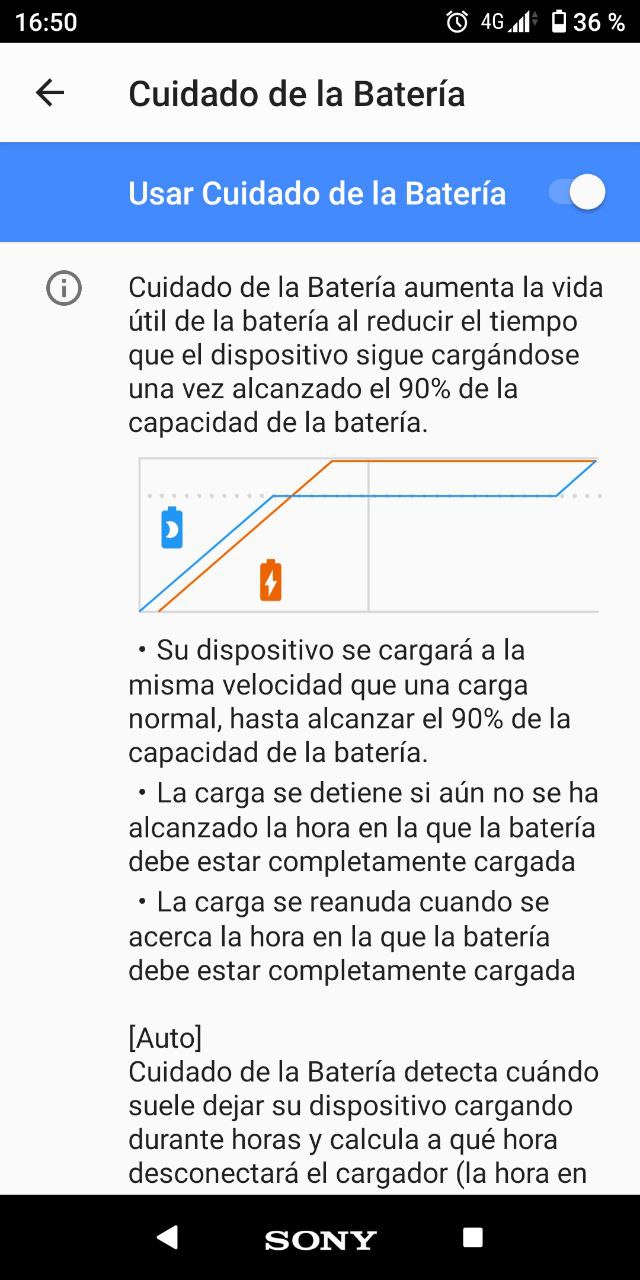 16:50
4G
36 %
Cuidado de la Batería
Usar Cuidado de la Batería
Cuidado de la Batería aumenta la vida
útil de la batería al reducir el tiempo
que el dispositivo sigue cargándose
una vez alcanzado el 90% de la
capacidad de la batería.
・Su dispositivo se cargará a la
misma velocidad que una carga
normal, hasta alcanzar el 90% de la
capacidad de la batería.
・La carga se detiene si aún no se ha
alcanzado la hora en la que la batería
debe estar completamente cargada
・La carga se reanuda cuando se
acerca la hora en la que la batería
debe estar completamente cargada
[Auto]
Cuidado de la Batería detecta cuándo
suele dejar su dispositivo cargando
durante horas y calcula a qué hora
desconectará el cargador (la hora en
SONY